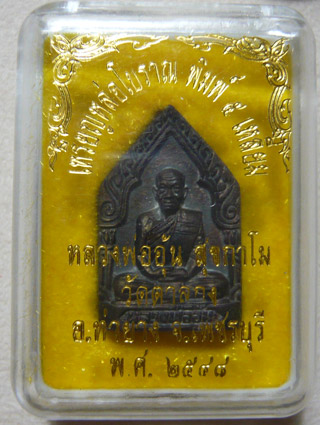 เหรียญหล่อโบราณ พิมพ์ ๕ เหลี่ยม
หลวงพ่ออุ้น สุขกาโม
วัดตาลกง
อ.ท่ายาง จ.เพชรบุรี
พ.ศ. ๒๕๔๘